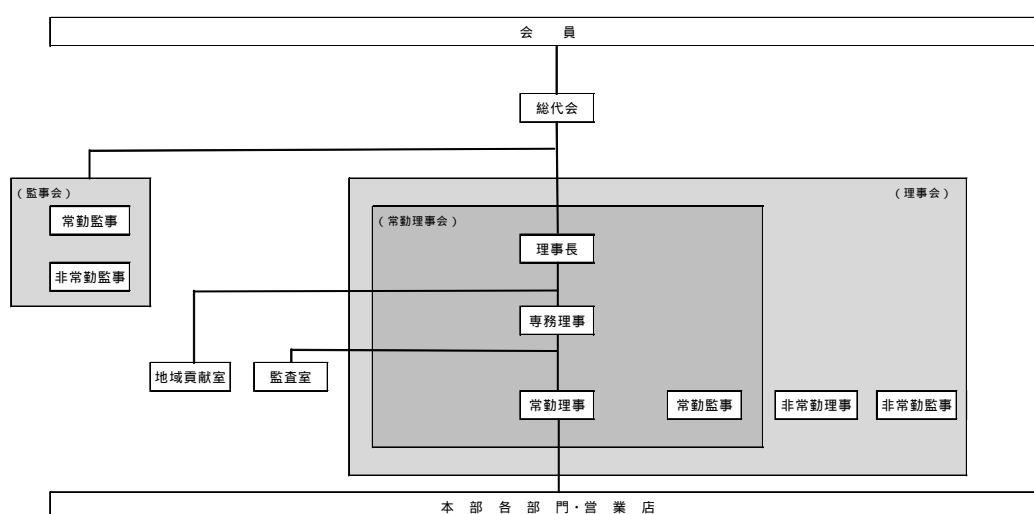 会 員
総代会
（監事会）
（理事会）
常勤監事
（常勤理事会）
理事長
非常勤監事
専務理事
地域貢献室
監査室
常勤理事
常勤監事
非常勤理事
非常勤監事
本 部 各 部 門・営 業 店